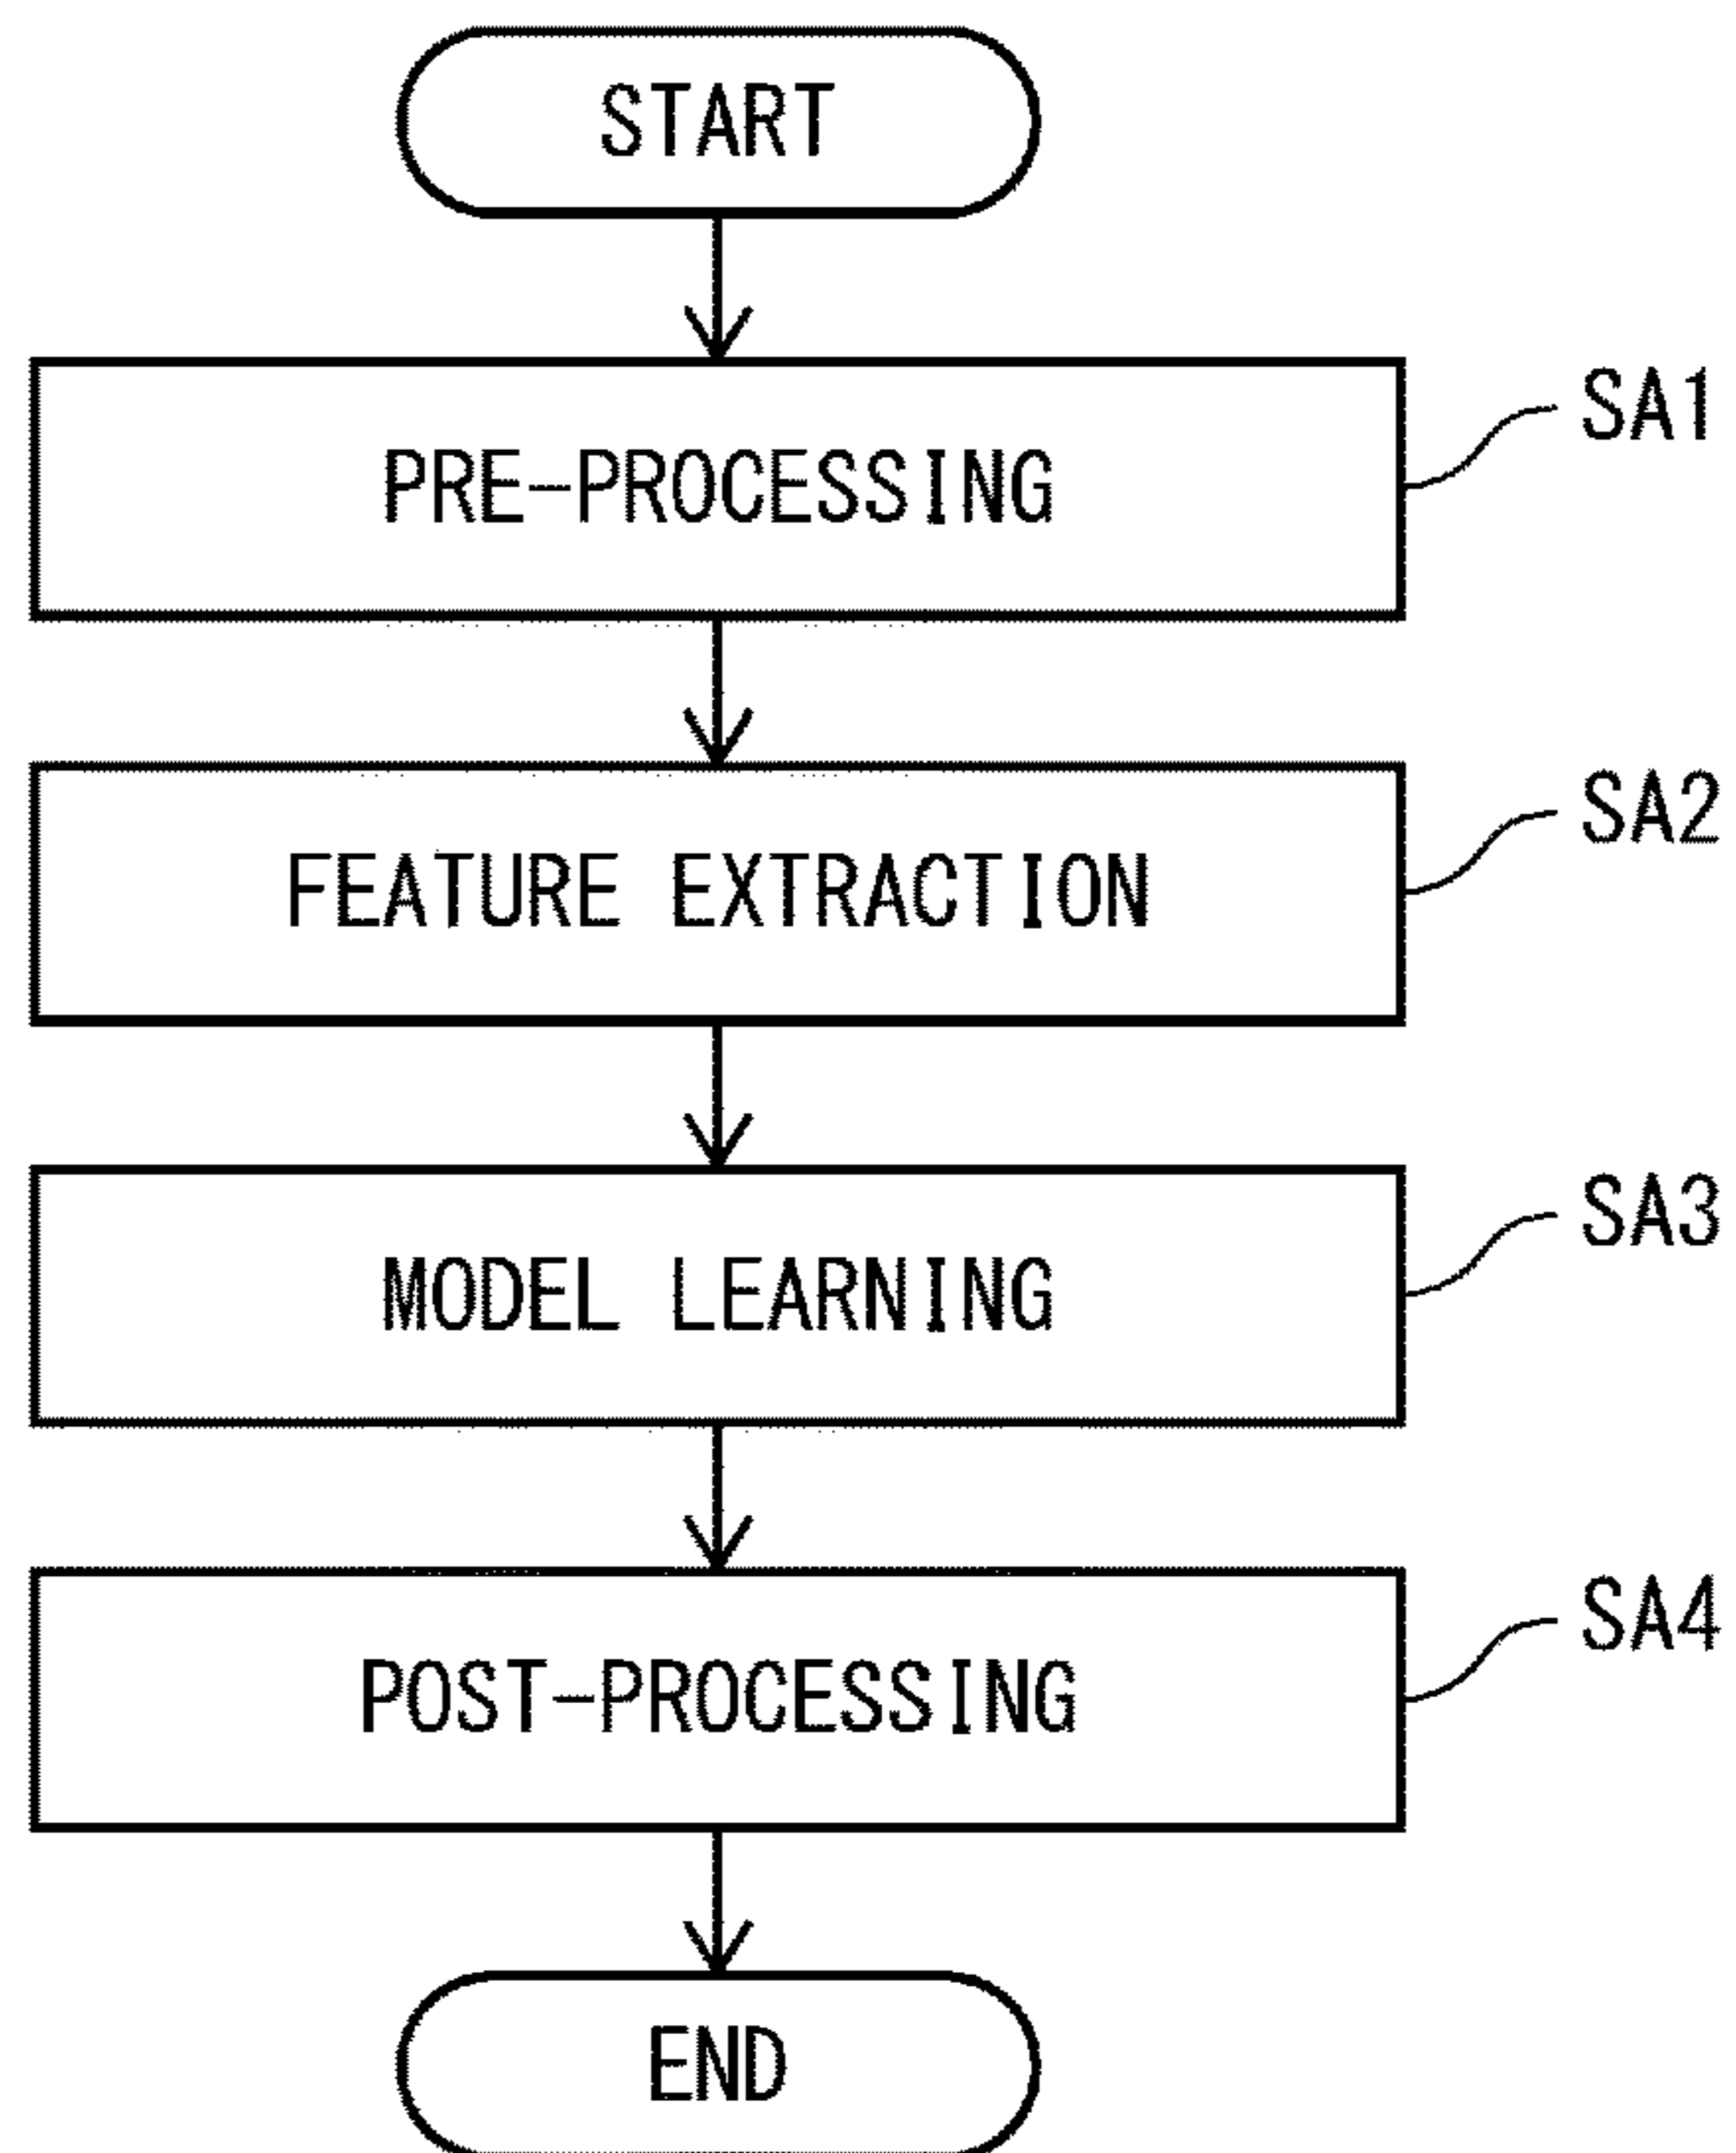 START
PRE-PROCESSING
SA1
FEATURE EXTRACTION
SA2
MODEL LEARNING
SA3
POST-PROCESSING
SA4
END